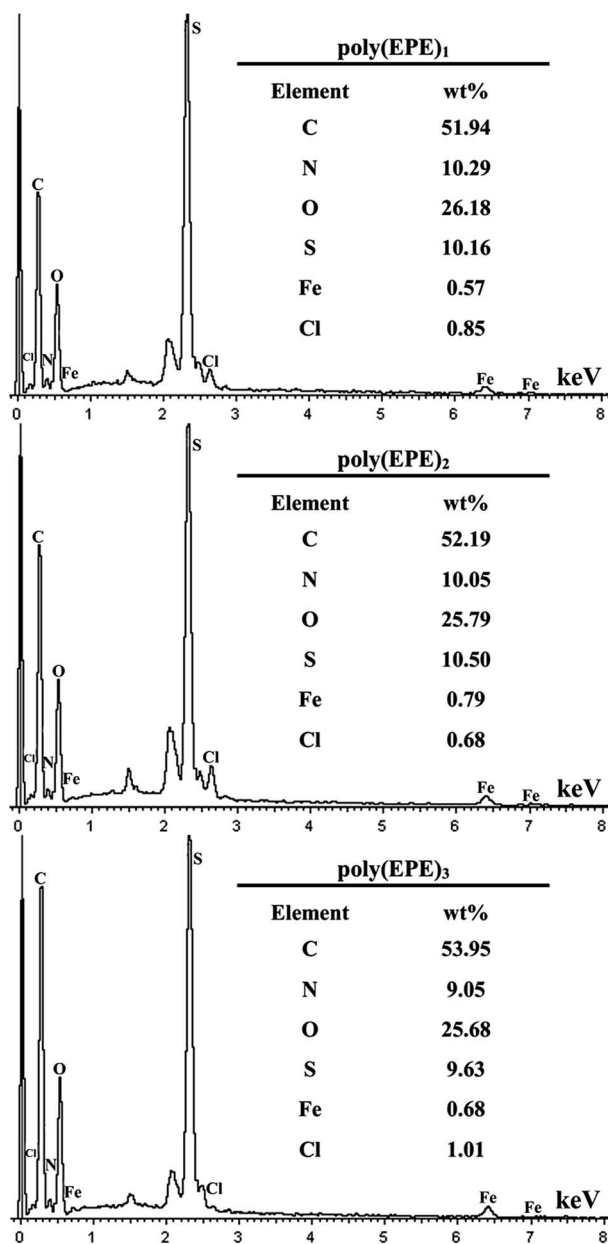 S
poly(EPE)₁
Element wt%
C 51.94
N 10.29
O 26.18
S 10.16
Fe 0.57
Cl 0.85
C
O
Cl N Fe
Cl
Fe Fe keV
0 1 2 3 4 5 6 7 8
S
poly(EPE)₂
Element wt%
C 52.19
N 10.05
O 25.79
S 10.50
Fe 0.79
Cl 0.68
C
O
Cl N Fe
Cl
Fe Fe keV
0 1 2 3 4 5 6 7 8
S
poly(EPE)₃
Element wt%
C 53.95
N 9.05
O 25.68
S 9.63
Fe 0.68
Cl 1.01
C
O
Cl N Fe
Cl
Fe Fe keV
0 1 2 3 4 5 6 7 8